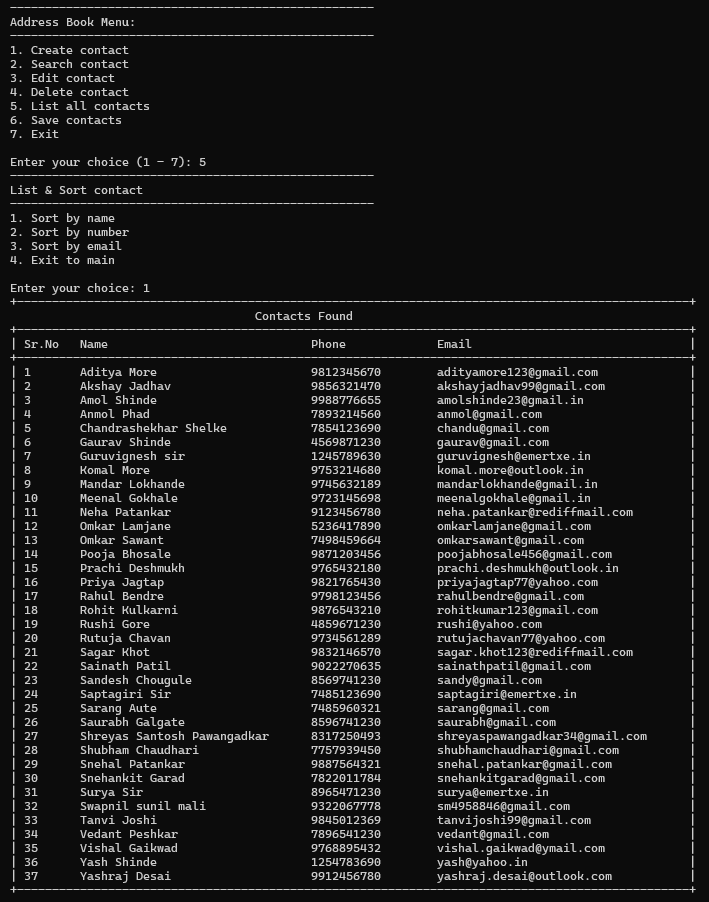 Address Book Menu:
1. Create contact
2. Search contact
3. Edit contact
4. Delete contact
5. List all contacts
6. Save contacts
7. Exit
Enter your choice (1 - 7): 5
List & Sort contact
1. Sort by name
2. Sort by number
3. Sort by email
4. Exit to main
Enter your choice: 1
Contacts Found
| Sr.No Name Phone Email |
| 1 Aditya More 9812345670 adityamore123@gmail.com |
| 2 Akshay Jadhav 9856321470 akshayjadhav99@gmail.com |
| 3 Amol Shinde 9988776655 amolshinde23@gmail.in |
| 4 Anmol Phad 7893214560 anmol@gmail.com |
| 5 Chandrashekhar Shelke 7854123690 chandu@gmail.com |
| 6 Gaurav Shinde 4569871230 gaurav@gmail.com |
| 7 Guruvignesh sir 1245789630 guruvignesh@emertxe.in |
| 8 Komal More 9753214680 komal.more@outlook.in |
| 9 Mandar Lokhande 9745632189 mandarlokhande@gmail.in |
| 10 Meenal Gokhale 9723145698 meenalgokhale@gmail.in |
| 11 Neha Patankar 9123456780 neha.patankar@rediffmail.com |
| 12 Omkar Lamjane 5236417890 omkarlamjane@gmail.com |
| 13 Omkar Sawant 7498459664 omkarsawant@gmail.com |
| 14 Pooja Bhosale 9871203456 poojabhosale456@gmail.com |
| 15 Prachi Deshmukh 9765432180 prachi.deshmukh@outlook.in |
| 16 Priya Jagtap 9821765430 priyajagtap77@yahoo.com |
| 17 Rahul Bendre 9798123456 rahulbendre@gmail.com |
| 18 Rohit Kulkarni 9876543210 rohitkumar123@gmail.com |
| 19 Rushi Gore 4859671230 rushi@yahoo.com |
| 20 Rutuja Chavan 9734561289 rutujachavan77@yahoo.com |
| 21 Sagar Khot 9832146570 sagar.khot123@rediffmail.com |
| 22 Sainath Patil 9022270635 sainathpatil@gmail.com |
| 23 Sandesh Chougule 8569741230 sandy@gmail.com |
| 24 Saptagiri Sir 7485123690 saptagiri@emertxe.in |
| 25 Sarang Aute 7485960321 sarang@gmail.com |
| 26 Saurabh Galgate 8596741230 saurabh@gmail.com |
| 27 Shreyas Santosh Pawangadkar 8317250493 shreyaspawangadkar34@gmail.com |
| 28 Shubham Chaudhari 7757939450 shubhamchaudhari@gmail.com |
| 29 Snehal Patankar 9887564321 snehal.patankar@gmail.com |
| 30 Snehankit Garad 7822011784 snehankitgarad@gmail.com |
| 31 Surya Sir 8965471230 surya@emertxe.in |
| 32 Swapnil sunil mali 9322067778 sm4958846@gmail.com |
| 33 Tanvi Joshi 9845012369 tanvijoshi99@gmail.com |
| 34 Vedant Peshkar 7896541230 vedant@gmail.com |
| 35 Vishal Gaikwad 9768895432 vishal.gaikwad@ymail.com |
| 36 Yash Shinde 1254783690 yash@yahoo.in |
| 37 Yashraj Desai 9912456780 yashraj.desai@outlook.com |